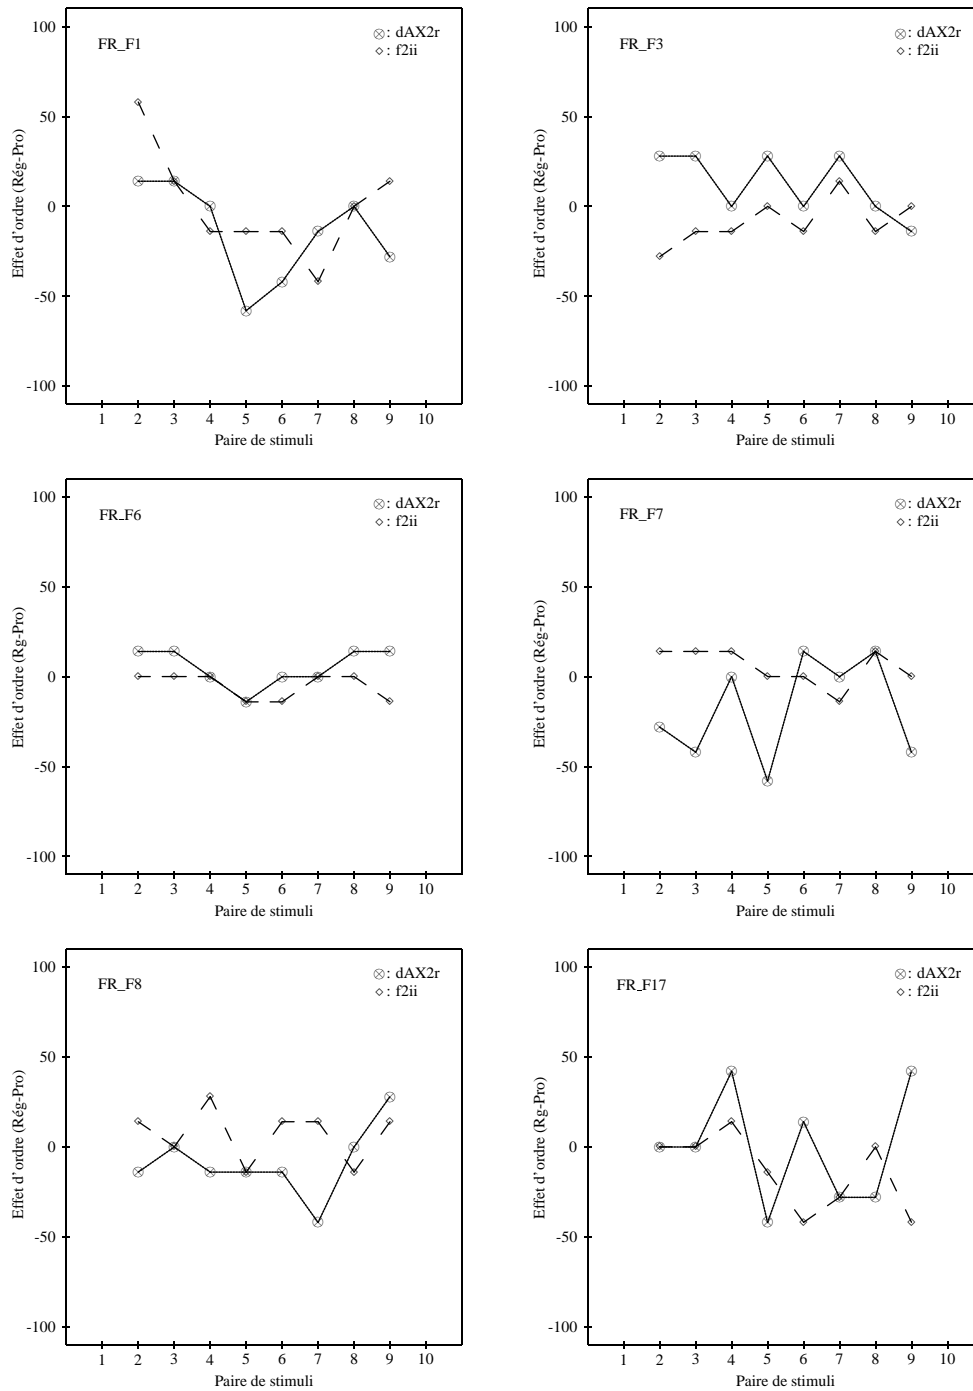 FR_F1
⊗: dAX2r
◇: f2ii
Effet d'ordre (Rég-Pro)
100
50
0
-50
-100
1 2 3 4 5 6 7 8 9 10
Paire de stimuli
FR_F3
⊗: dAX2r
◇: f2ii
Effet d'ordre (Rég-Pro)
100
50
0
-50
-100
1 2 3 4 5 6 7 8 9 10
Paire de stimuli
FR_F6
⊗: dAX2r
◇: f2ii
Effet d'ordre (Rg-Pro)
100
50
0
-50
-100
1 2 3 4 5 6 7 8 9 10
Paire de stimuli
FR_F7
⊗: dAX2r
◇: f2ii
Effet d'ordre (Rég-Pro)
100
50
0
-50
-100
1 2 3 4 5 6 7 8 9 10
Paire de stimuli
FR_F8
⊗: dAX2r
◇: f2ii
Effet d'ordre (Rég-Pro)
100
50
0
-50
-100
1 2 3 4 5 6 7 8 9 10
Paire de stimuli
FR_F17
⊗: dAX2r
◇: f2ii
Effet d'ordre (Rg-Pro)
100
50
0
-50
-100
1 2 3 4 5 6 7 8 9 10
Paire de stimuli